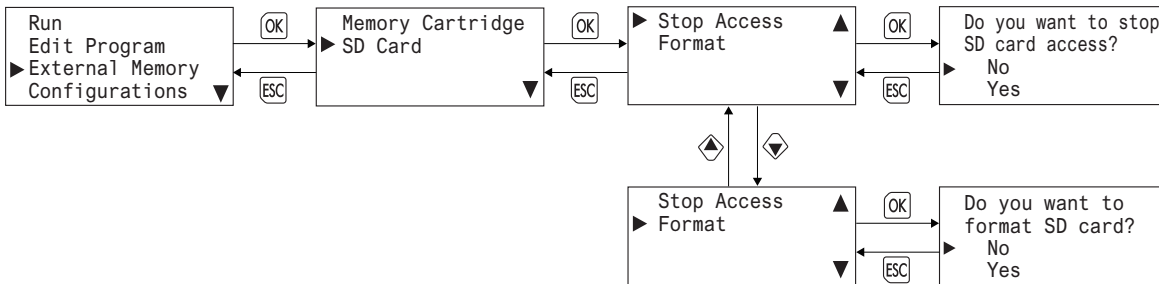 Run
Edit Program
External Memory
Configurations
OK
ESC
Memory Cartridge
SD Card
OK
ESC
Stop Access
Format
OK
ESC
Do you want to stop
SD card access?
No
Yes
Stop Access
Format
OK
ESC
Do you want to
format SD card?
No
Yes